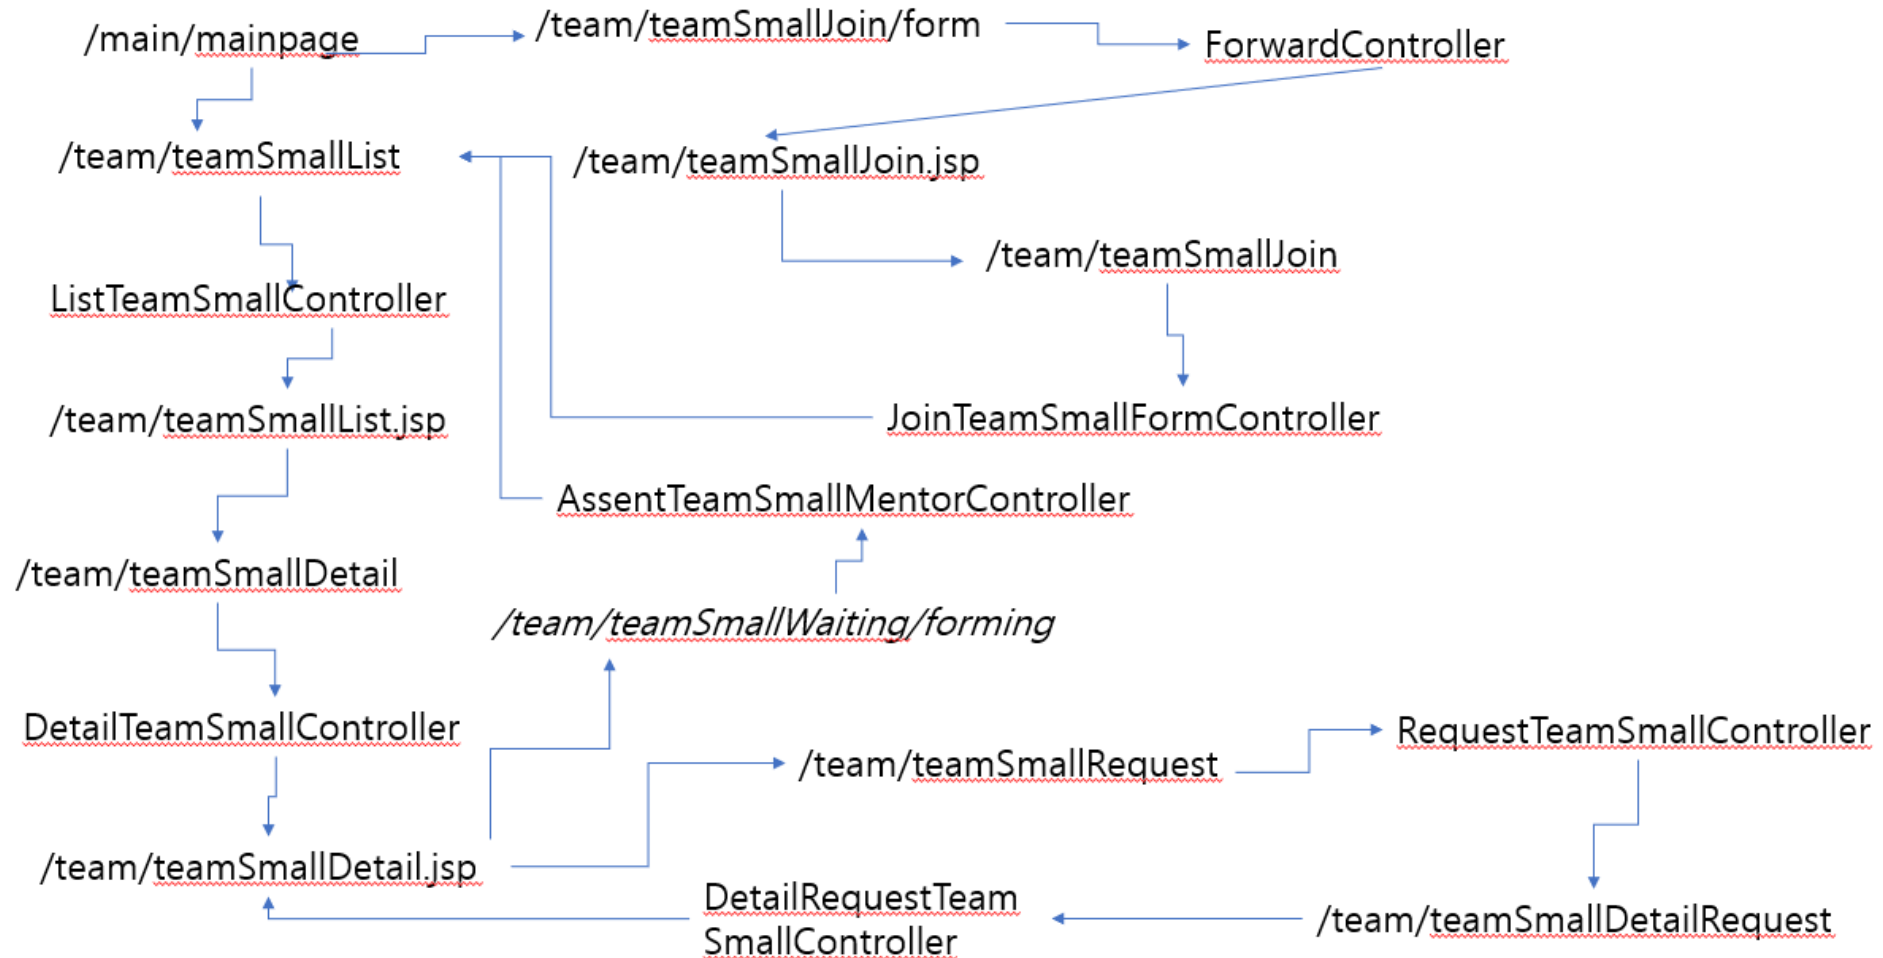 /main/mainpage
/team/teamSmallJoin/form
ForwardController
/team/teamSmallList
/team/teamSmallJoin.jsp
/team/teamSmallJoin
ListTeamSmallController
/team/teamSmallList.jsp
JoinTeamSmallFormController
AssentTeamSmallMentorController
/team/teamSmallDetail
/team/teamSmallWaiting/forming
DetailTeamSmallController
/team/teamSmallRequest
RequestTeamSmallController
/team/teamSmallDetail.jsp
DetailRequestTeam
SmallController
/team/teamSmallDetailRequest